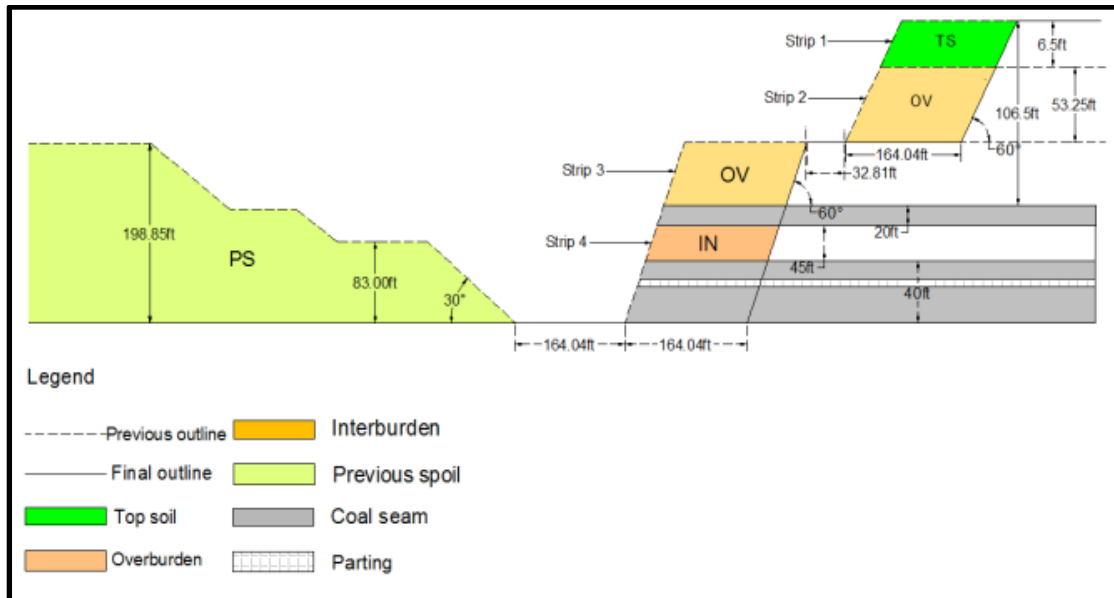 Strip 1
TS
6.5ft
Strip 2
OV
106.5ft
53.25ft
60°
164.04ft
32.81ft
Strip 3
OV
60°
20ft
198.85ft
PS
Strip 4
IN
45ft
83.00ft
40ft
30°
164.04ft
164.04ft
Legend
Previous outline
Interburden
Final outline
Previous spoil
Top soil
Coal seam
Overburden
Parting